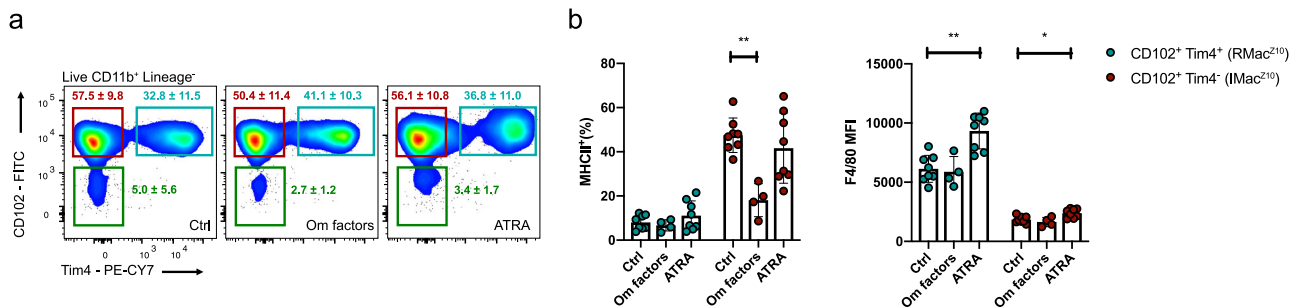 a
Live CD11b⁺ Lineage⁻
57.5 ± 9.8 32.8 ± 11.5
50.4 ± 11.4 41.1 ± 10.3
56.1 ± 10.8 36.8 ± 11.0
10⁵
10⁴
10³
0
5.0 ± 5.6
2.7 ± 1.2
3.4 ± 1.7
Ctrl
Om factors
ATRA
0 10³ 10⁴
CD102 - FITC
Tim4 - PE-CY7
b
MHCII⁺(%)
80
60
40
20
0
**
Ctrl
Om factors
ATRA
Ctrl
Om factors
ATRA
F4/80 MFI
15000
10000
5000
0
**
*
Ctrl
Om factors
ATRA
Ctrl
Om factors
ATRA
CD102⁺ Tim4⁺ (RMacᶻ¹⁰)
CD102⁺ Tim4⁻ (IMacᶻ¹⁰)